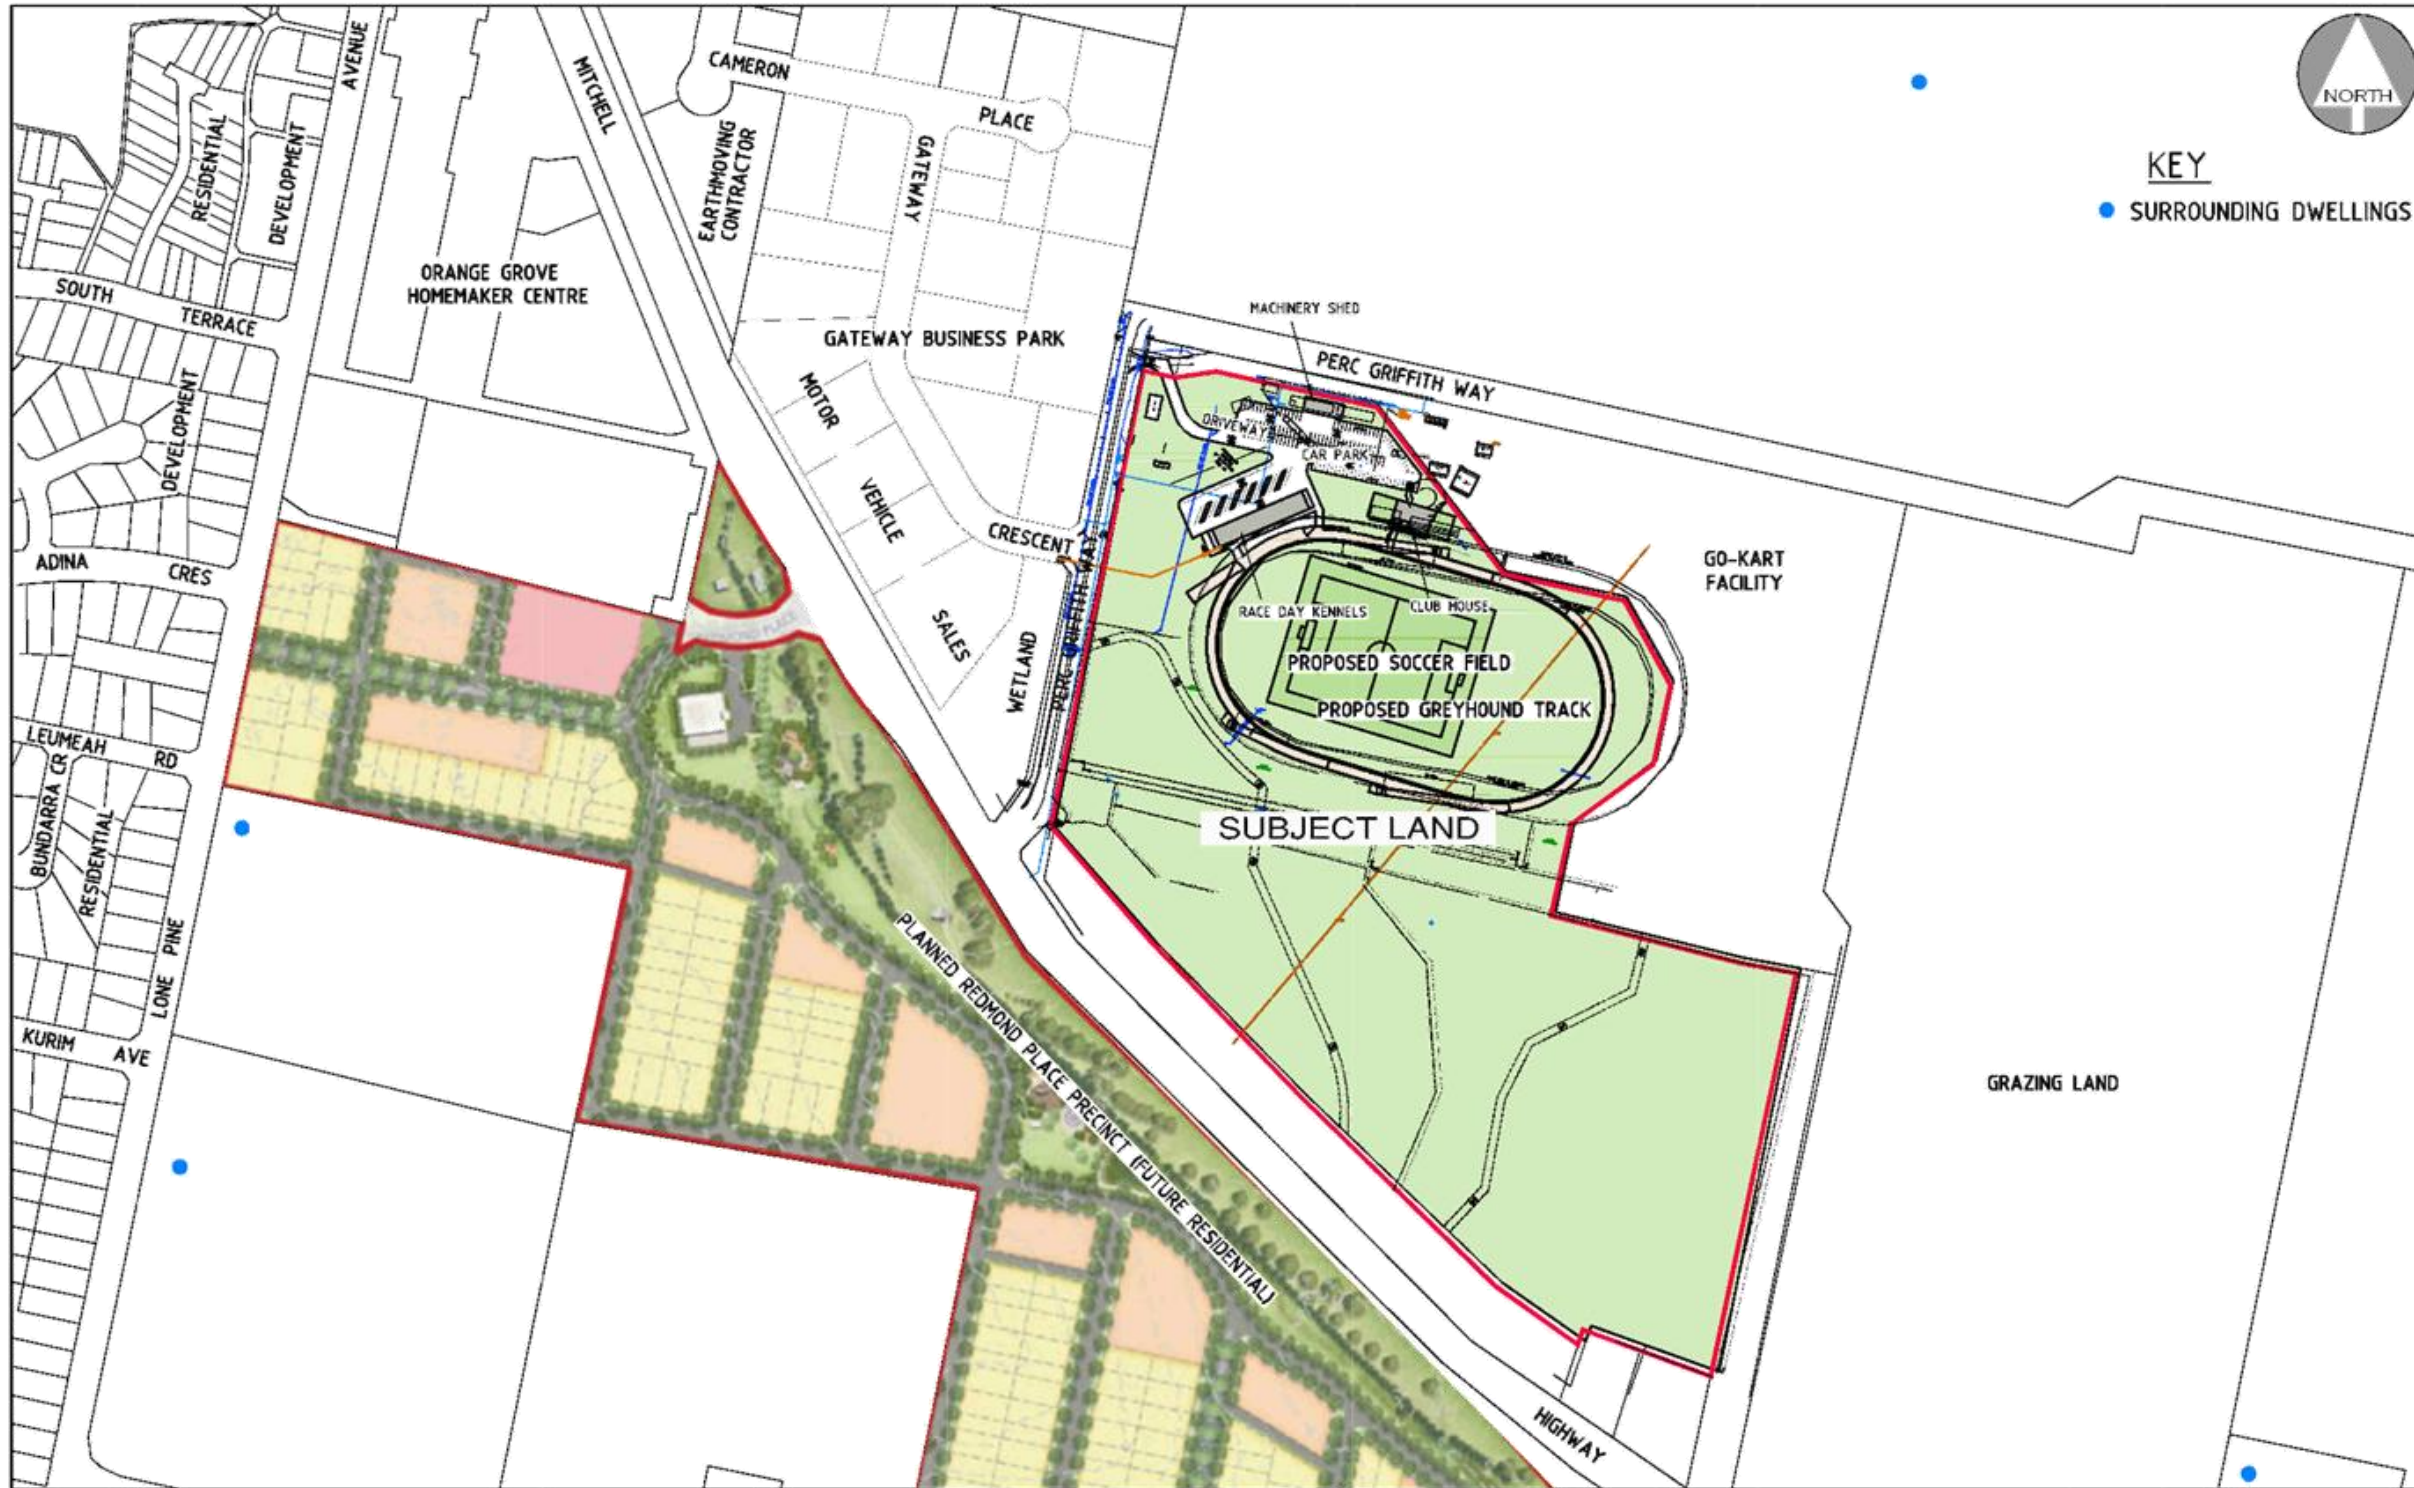 NORTH
KEY
SURROUNDING DWELLINGS
AVENUE
MITCHELL
CAMERON
PLACE
GATEWAY
EARTHMOVING
CONTRACTOR
RESIDENTIAL
DEVELOPMENT
ORANGE GROVE
HOMEMAKER CENTRE
SOUTH
TERRACE
GATEWAY BUSINESS PARK
MACHINERY SHED
PERC GRIFFITH WAY
MOTOR
VEHICLE
SALES
DEVELOPMENT
DRIVEWAY
CAR PARK
CRESCENT
ADINA
CRES
GO-KART
FACILITY
RACE DAY KENNELS
CLUB HOUSE
WETLAND
PERC GRIFFITH WAY
PROPOSED SOCCER FIELD
PROPOSED GREYHOUND TRACK
LEUMEAH
RD
BUNDARRA CR
RESIDENTIAL
SUBJECT LAND
LONE PINE
PLANNED REDMOND PLACE PRECINCT (FUTURE RESIDENTIAL)
KURIM
AVE
GRAZING LAND
HIGHWAY